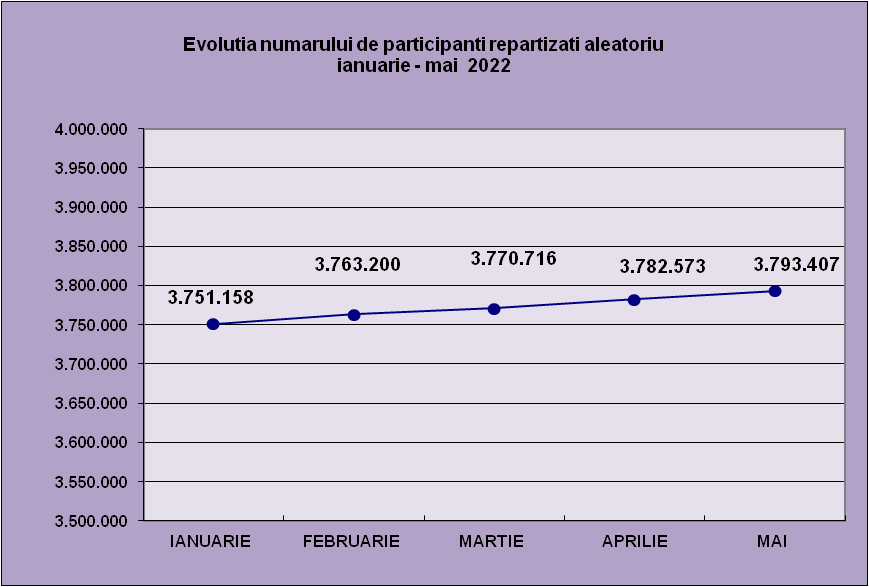 Evolutia numarului de participanti repartizati aleatoriu
ianuarie - mai 2022
4.000.000
3.950.000
3.900.000
3.850.000
3.800.000
3.750.000
3.700.000
3.650.000
3.600.000
3.550.000
3.500.000
3.751.158
3.763.200
3.770.716
3.782.573
3.793.407
IANUARIE
FEBRUARIE
MARTIE
APRILIE
MAI